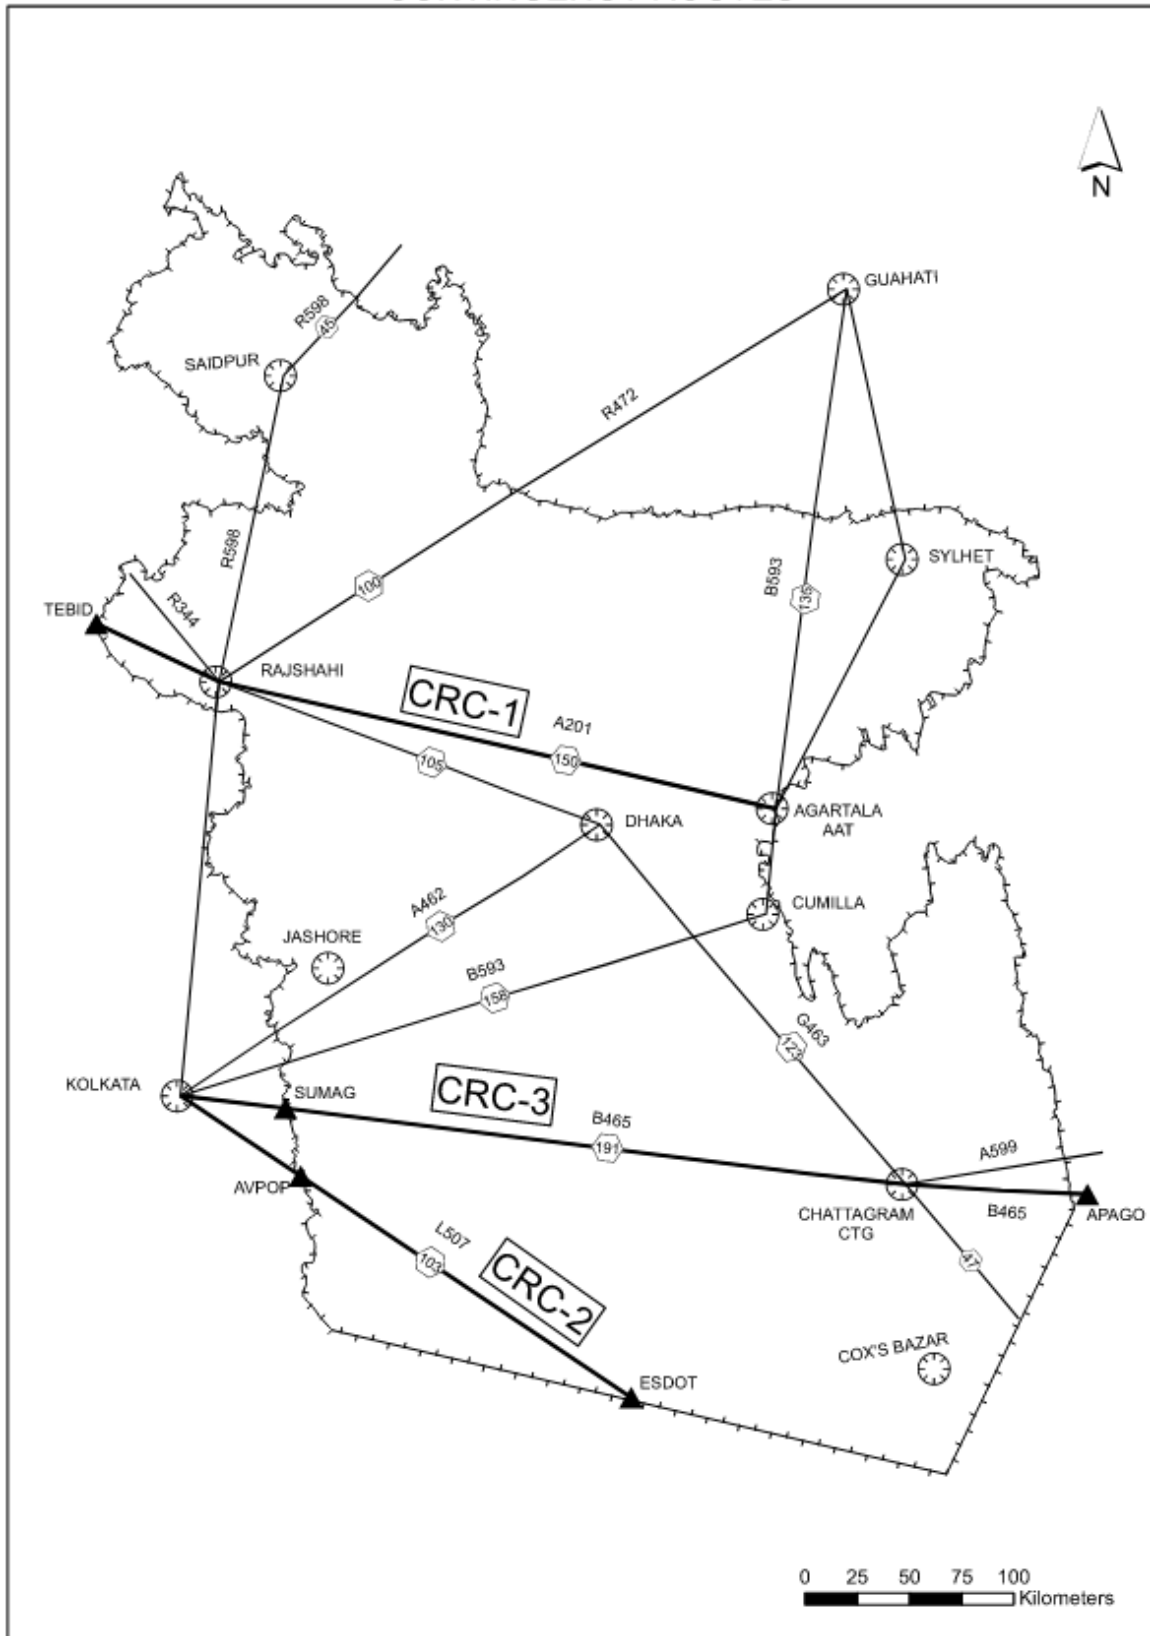 N
GUAHATI
R598
45
SAIDPUR
R472
R598
SYLHET
B593
135
100
R344
TEBID
RAJSHAHI
CRC-1
A201
150
105
AGARTALA
AAT
DHAKA
CUMILLA
A462
130
JASHORE
B593
158
G463
123
KOLKATA
SUMAG
CRC-3
B465
191
A599
AVPOP
CHATTAGRAM
CTG
B465
APAGO
L507
103
CRC-2
47
COX'S BAZAR
ESDOT
0 25 50 75 100
Kilometers